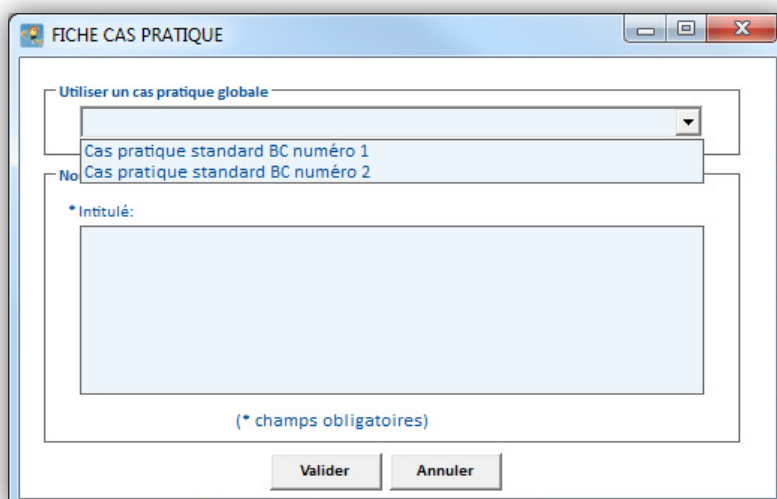 FICHE CAS PRATIQUE
Utiliser un cas pratique globale
Cas pratique standard BC numéro 1
Cas pratique standard BC numéro 2
* Intitulé:
(* champs obligatoires)
Valider
Annuler